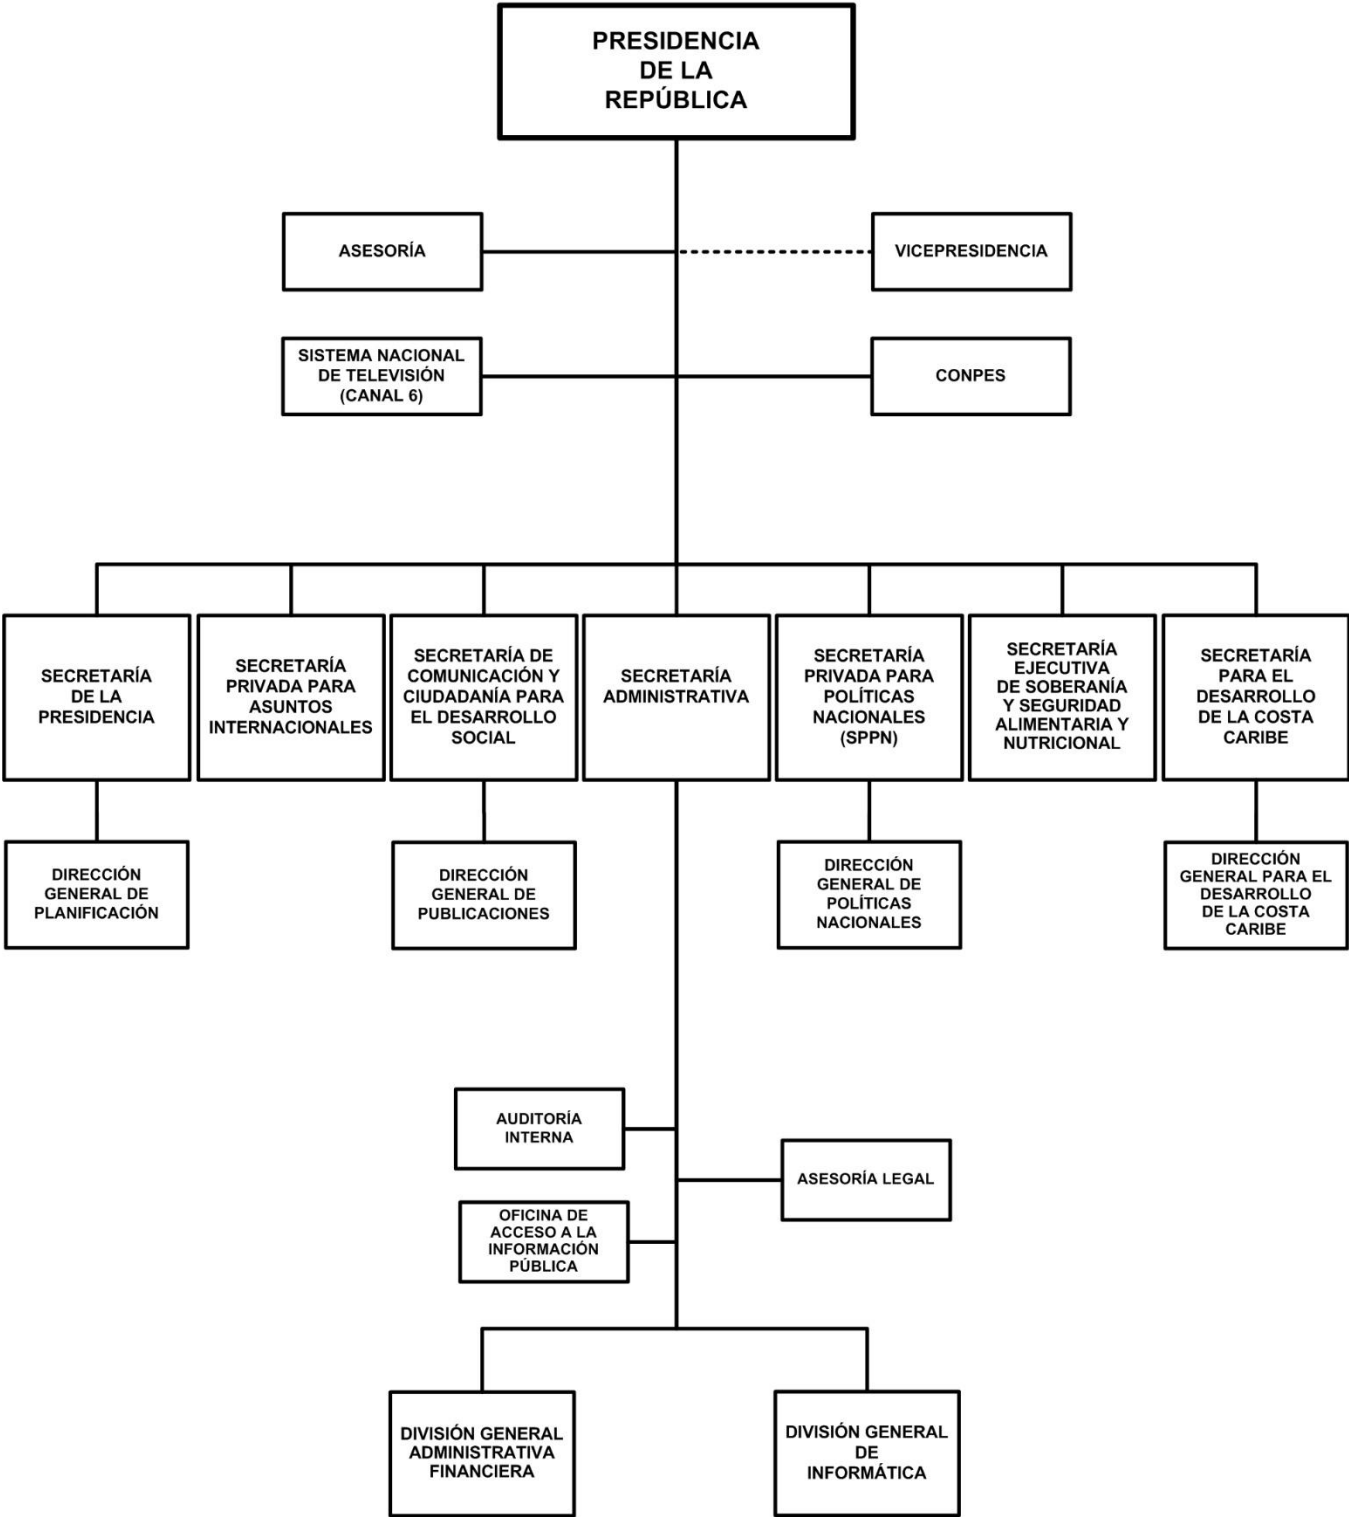 PRESIDENCIA
DE LA
REPÚBLICA
ASESORÍA
VICEPRESIDENCIA
SISTEMA NACIONAL
DE TELEVISIÓN
(CANAL 6)
CONPES
SECRETARÍA
DE LA
PRESIDENCIA
SECRETARÍA
PRIVADA PARA
ASUNTOS
INTERNACIONALES
SECRETARÍA DE
COMUNICACIÓN Y
CIUDADANÍA PARA
EL DESARROLLO
SOCIAL
SECRETARÍA
ADMINISTRATIVA
SECRETARÍA
PRIVADA PARA
POLÍTICAS
NACIONALES
(SPPN)
SECRETARÍA
EJECUTIVA
DE SOBERANÍA
Y SEGURIDAD
ALIMENTARIA Y
NUTRICIONAL
SECRETARÍA
PARA EL
DESARROLLO
DE LA COSTA
CARIBE
DIRECCIÓN
GENERAL DE
PLANIFICACIÓN
DIRECCIÓN
GENERAL DE
PUBLICACIONES
DIRECCIÓN
GENERAL DE
POLÍTICAS
NACIONALES
DIRECCIÓN
GENERAL PARA EL
DESARROLLO
DE LA COSTA
CARIBE
AUDITORÍA
INTERNA
ASESORÍA LEGAL
OFICINA DE
ACCESO A LA
INFORMACIÓN
PÚBLICA
DIVISIÓN GENERAL
ADMINISTRATIVA
FINANCIERA
DIVISIÓN GENERAL
DE
INFORMÁTICA